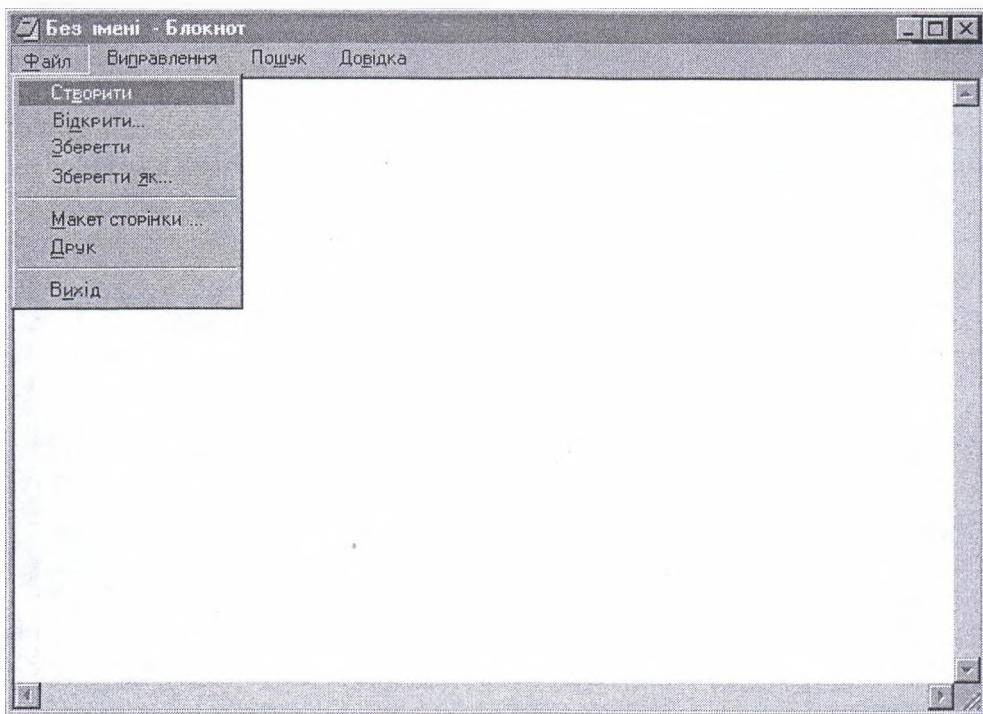 Без імені - Блокнот
Файл Виправлення Пошук Довідка
Створити
Відкрити...
Зберегти
Зберегти як...
Макет сторінки ...
Друк
Вихід